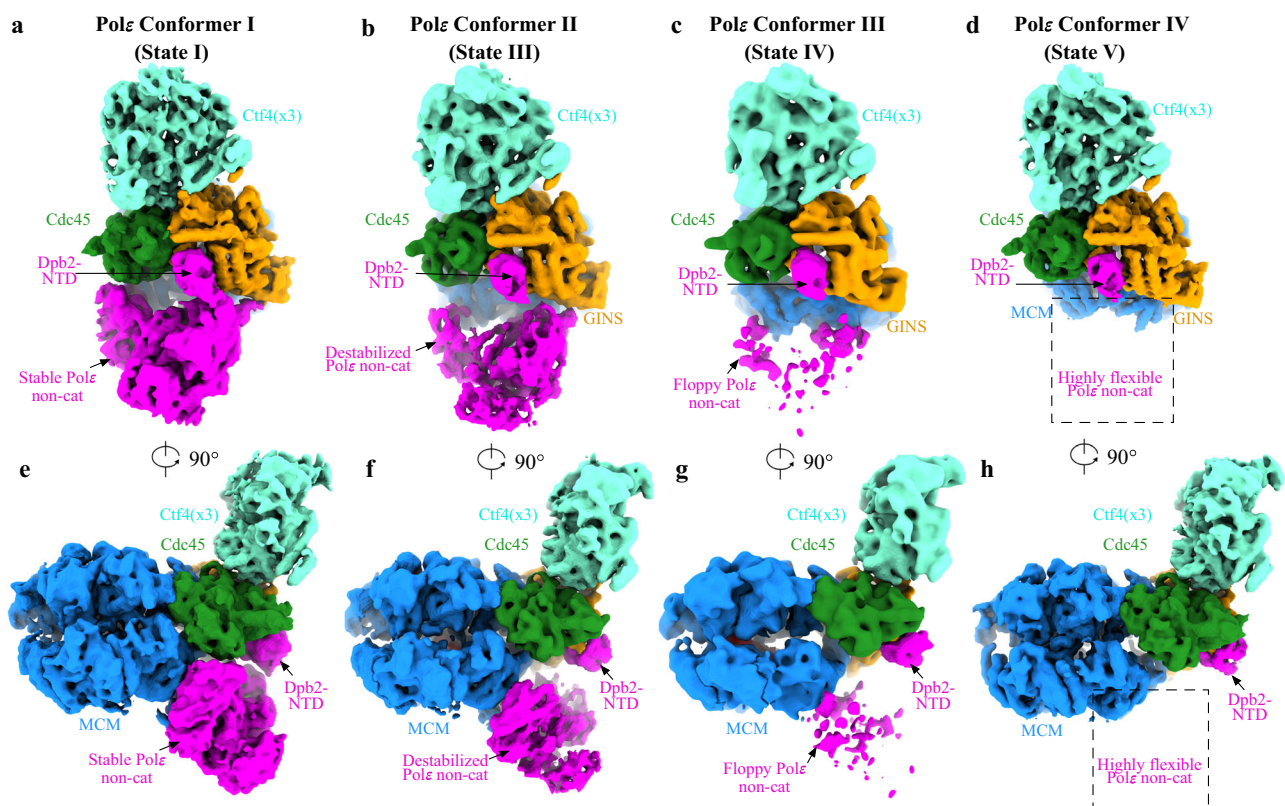 a
Polε Conformer I
(State I)
Ctf4(x3)
Cdc45
Dpb2-
NTD
Stable Polε
non-cat
b
Polε Conformer II
(State III)
Ctf4(x3)
Cdc45
Dpb2-
NTD
GINS
Destabilized
Polε non-cat
c
Polε Conformer III
(State IV)
Ctf4(x3)
Cdc45
Dpb2-
NTD
GINS
Floppy Polε
non-cat
d
Polε Conformer IV
(State V)
Ctf4(x3)
Cdc45
Dpb2-
NTD
MCM
GINS
Highly flexible
Polε non-cat
90°
90°
90°
90°
e
Ctf4(x3)
Cdc45
Dpb2-
NTD
MCM
Stable Polε
non-cat
f
Ctf4(x3)
Cdc45
Dpb2-
NTD
MCM
Destabilized
Polε non-cat
g
Ctf4(x3)
Cdc45
Dpb2-
NTD
MCM
Floppy Polε
non-cat
h
Ctf4(x3)
Cdc45
Dpb2-
NTD
MCM
Highly flexible
Polε non-cat